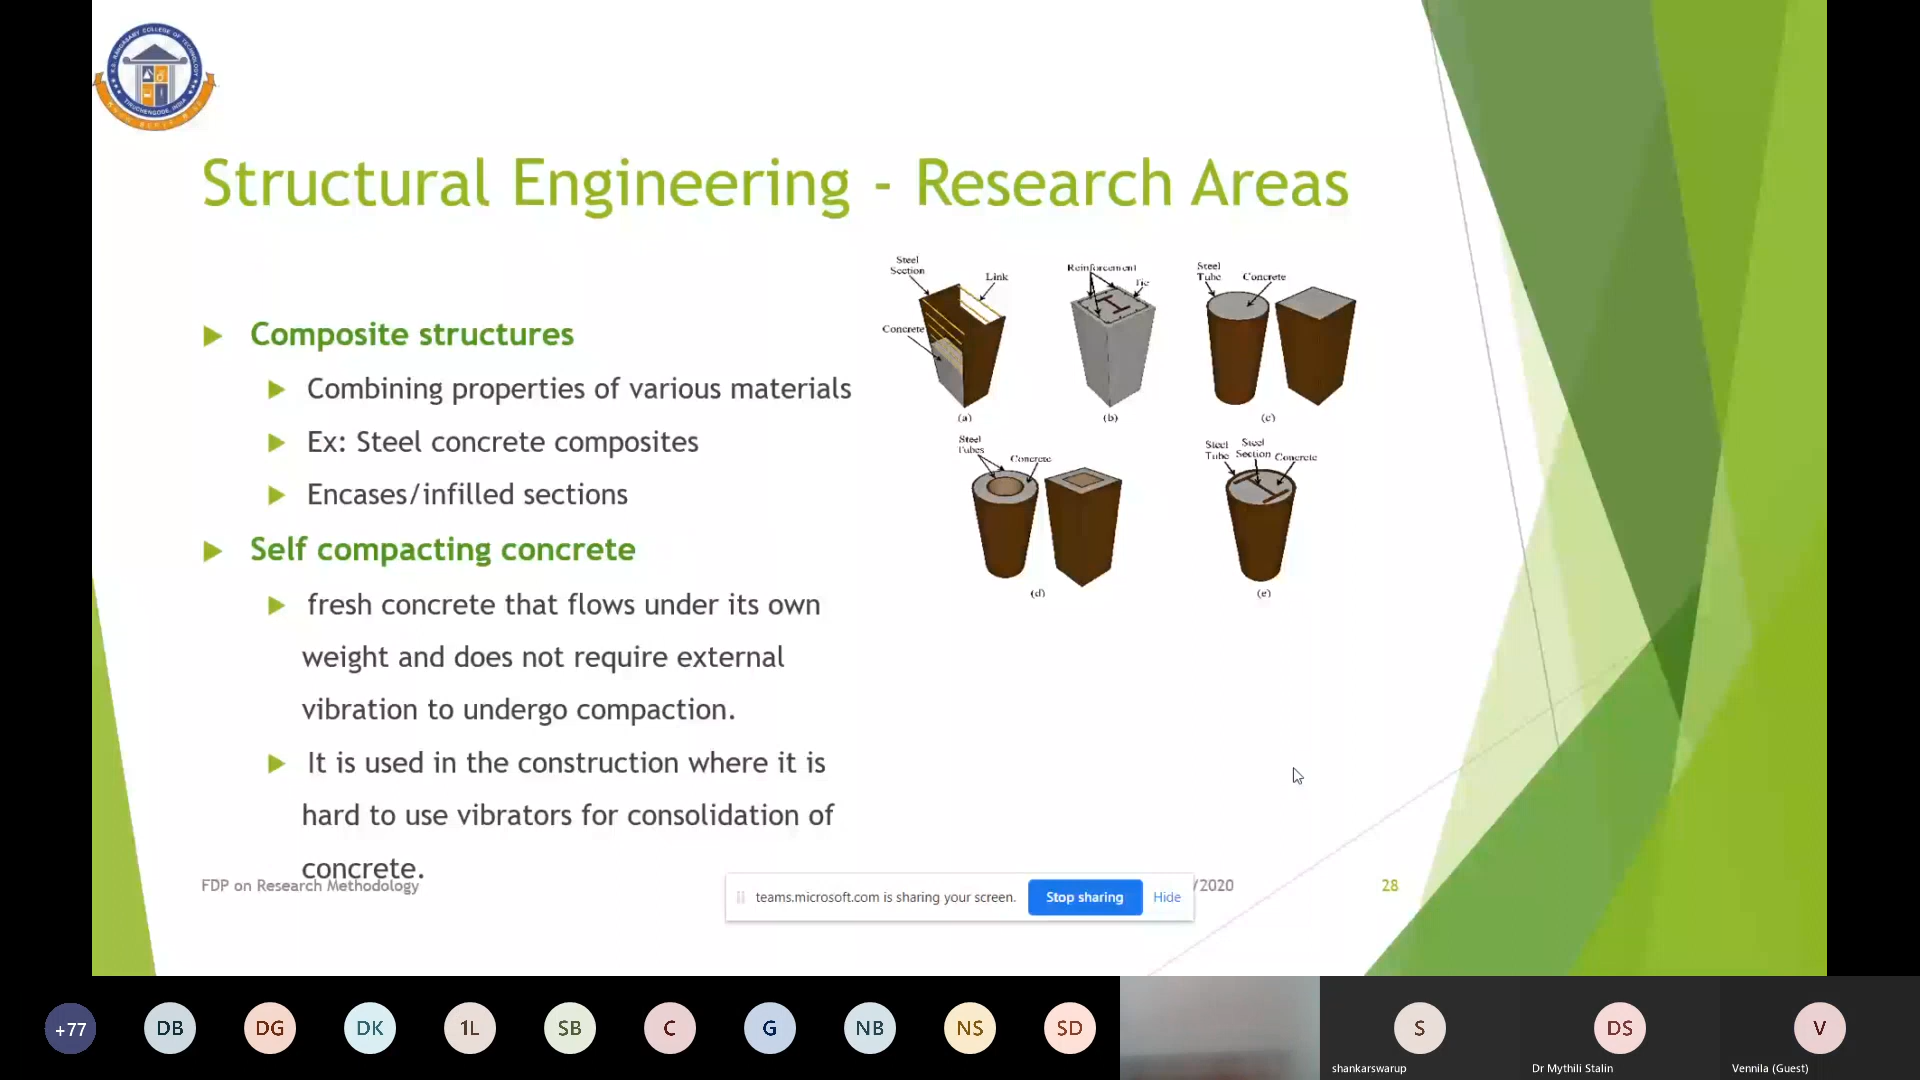 Structural Engineering - Research Areas
Steel
Section
Link
Concrete
(a)
Reinforcement
Tie
(b)
Steel
Tube
Concrete
(c)
Composite structures
Combining properties of various materials
Ex: Steel concrete composites
Encases/infilled sections
Steel
Tubes
Concrete
(d)
Steel
Tube
Steel
Section
Concrete
(e)
Self compacting concrete
fresh concrete that flows under its own
weight and does not require external
vibration to undergo compaction.
It is used in the construction where it is
hard to use vibrators for consolidation of
concrete.
FDP on Research Methodology
/2020
28
teams.microsoft.com is sharing your screen.
Stop sharing
Hide
+77
DB
DG
DK
1L
SB
C
G
NB
NS
SD
S
shankarswarup
DS
Dr Mythili Stalin
V
Vennila (Guest)